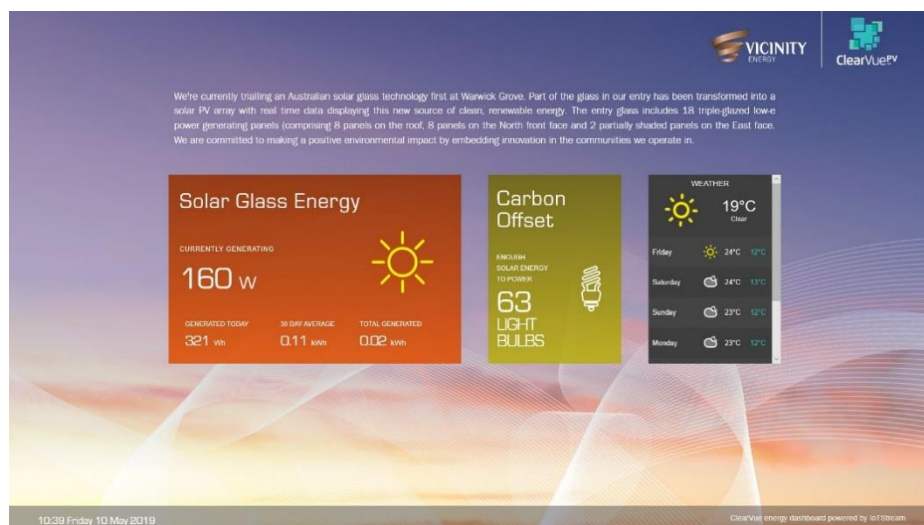 VICINITY
ENERGY
ClearVuePV
We're currently trialling an Australian solar glass technology first at Warwick Grove. Part of the glass in our entry has been transformed into a
solar PV array with real time data displaying this new source of clean, renewable energy. The entry glass includes 18 triple-glazed low-e
power generating panels (comprising 8 panels on the roof, 8 panels on the North front face and 2 partially shaded panels on the East face.
We are committed to making a positive environmental impact by embedding innovation in the communities we operate in.
Solar Glass Energy
CURRENTLY GENERATING
160 W
GENERATED TODAY
321 Wh
30 DAY AVERAGE
0.11 kWh
TOTAL GENERATED
0.02 kWh
Carbon
Offset
ENOUGH
SOLAR ENERGY
TO POWER
63
LIGHT
BULBS
WEATHER
19°C
Clear
Friday 24°C 12°C
Saturday 24°C 13°C
Sunday 23°C 12°C
Monday 23°C 12°C
10:39 Friday 10 May 2019
ClearVue energy dashboard powered by IoTStream